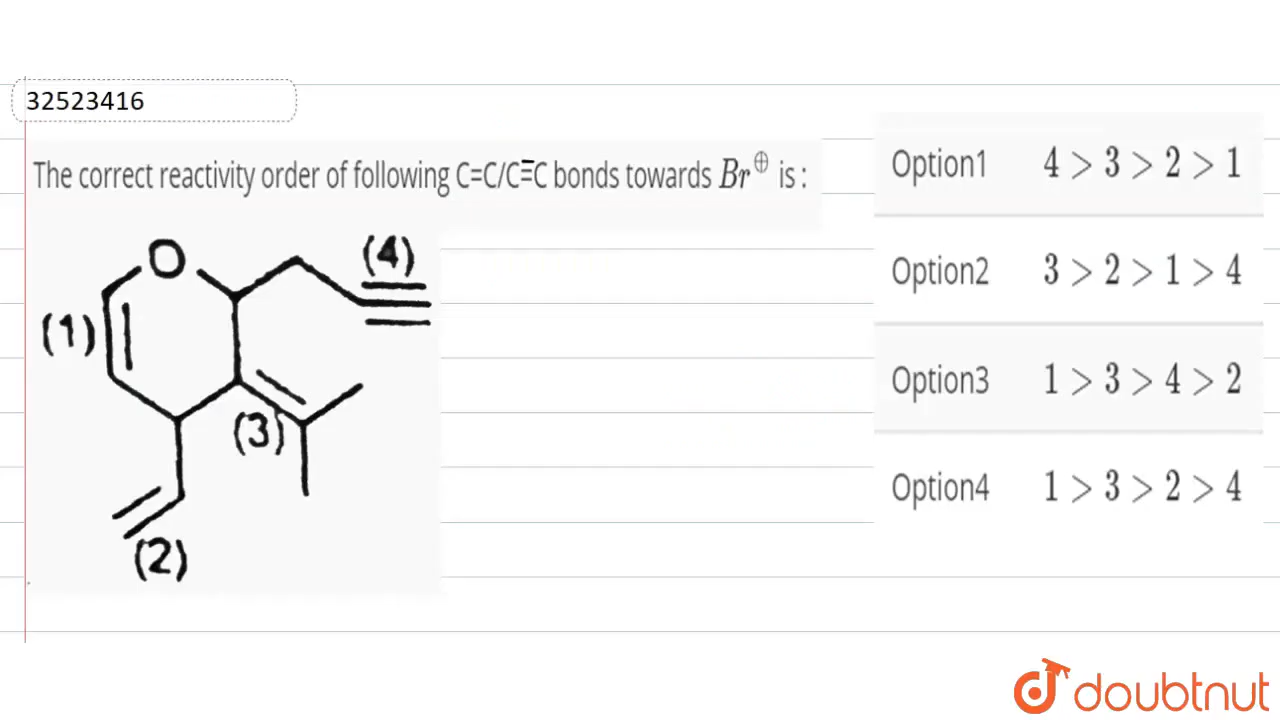 32523416
The correct reactivity order of following C=C/C≡C bonds towards Br⊕ is :
Option1 4 > 3 > 2 > 1
Option2 3 > 2 > 1 > 4
Option3 1 > 3 > 4 > 2
Option4 1 > 3 > 2 > 4
(4)
O
(1)
(3)
(2)
doubtnut